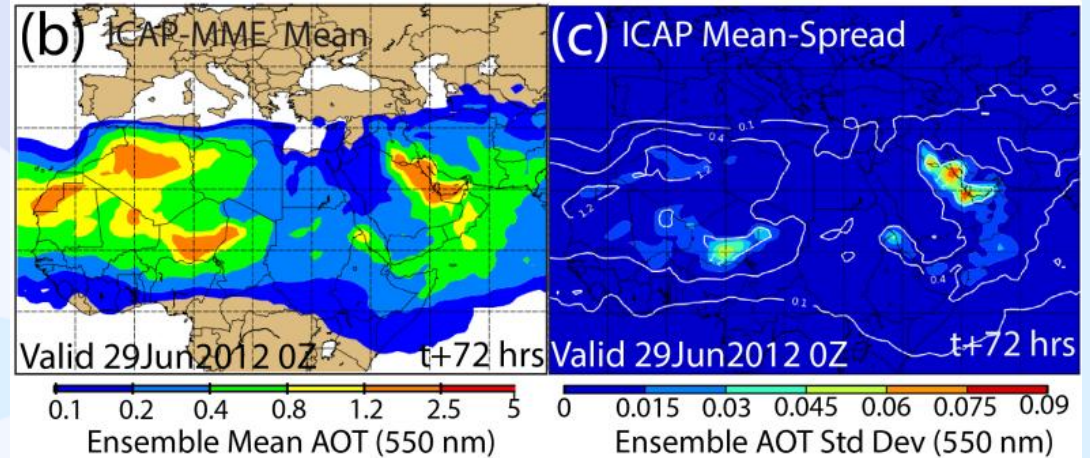 (b) ICAP-MME Mean
Valid 29Jun2012 0Z t+72 hrs
0.1 0.2 0.4 0.8 1.2 2.5 5
Ensemble Mean AOT (550 nm)
(c) ICAP Mean-Spread
0.1
0.4
1.2
1.2
0.4
0.1
Valid 29Jun2012 0Z t+72 hrs
0 0.015 0.03 0.045 0.06 0.075 0.09
Ensemble AOT Std Dev (550 nm)